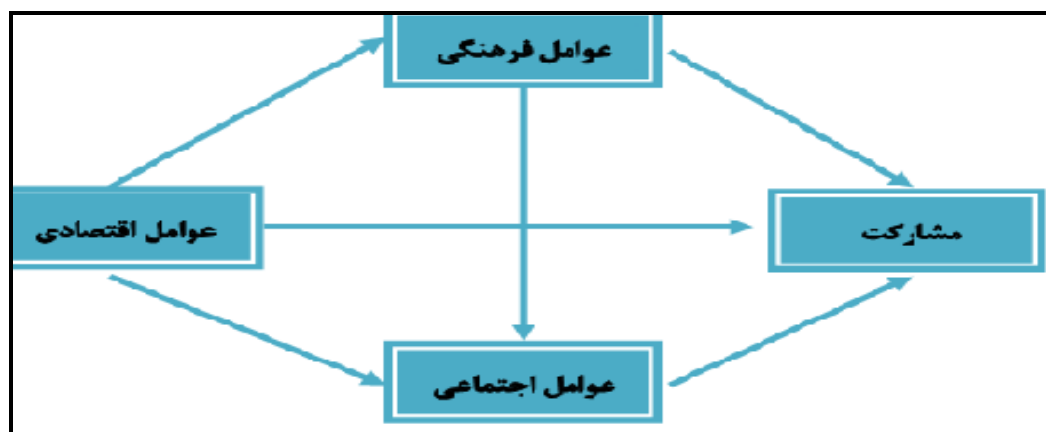 عوامل فرهنگی
عوامل اقتصادی
مشارکت
عوامل اجتماعی